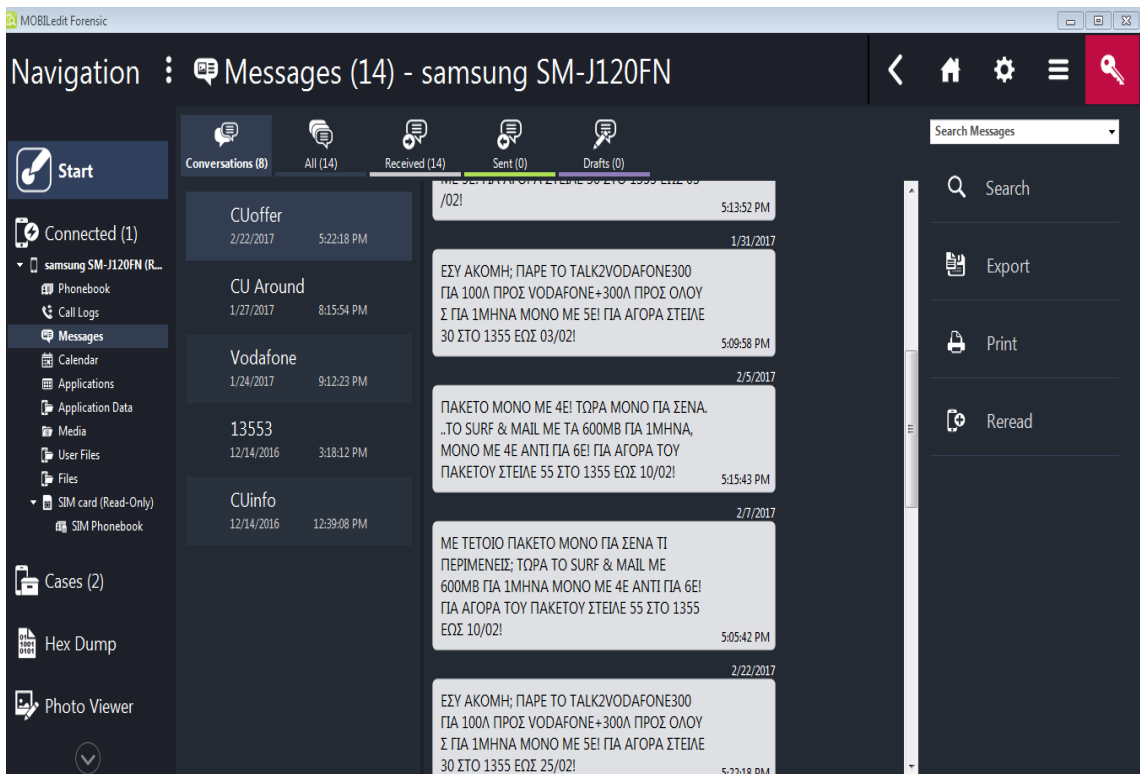 MOBILedit Forensic
Navigation
Messages (14) - samsung SM-J120FN
Start
Connected (1)
samsung SM-J120FN (R...
Phonebook
Call Logs
Messages
Calendar
Applications
Application Data
Media
User Files
Files
SIM card (Read-Only)
SIM Phonebook
Cases (2)
Hex Dump
Photo Viewer
Conversations (8)
All (14)
Received (14)
Sent (0)
Drafts (0)
CUoffer
2/22/2017 5:22:18 PM
CU Around
1/27/2017 8:15:54 PM
Vodafone
1/24/2017 9:12:23 PM
13553
12/14/2016 3:18:12 PM
CUinfo
12/14/2016 12:39:08 PM
/02!
5:13:52 PM
1/31/2017
ΕΣΥ ΑΚΟΜΗ; ΠΑΡΕ ΤΟ TALK2VODAFONE300
ΓΙΑ 100Λ ΠΡΟΣ VODAFONE+300Λ ΠΡΟΣ ΟΛΟΥ
Σ ΓΙΑ 1ΜΗΝΑ ΜΟΝΟ ΜΕ 5Ε! ΓΙΑ ΑΓΟΡΑ ΣΤΕΙΛΕ
30 ΣΤΟ 1355 ΕΩΣ 03/02!
5:09:58 PM
2/5/2017
ΠΑΚΕΤΟ ΜΟΝΟ ΜΕ 4Ε! ΤΩΡΑ ΜΟΝΟ ΓΙΑ ΣΕΝΑ.
..ΤΟ SURF & MAIL ΜΕ ΤΑ 600MB ΓΙΑ 1ΜΗΝΑ,
ΜΟΝΟ ΜΕ 4Ε ΑΝΤΙ ΓΙΑ 6Ε! ΓΙΑ ΑΓΟΡΑ ΤΟΥ
ΠΑΚΕΤΟΥ ΣΤΕΙΛΕ 55 ΣΤΟ 1355 ΕΩΣ 10/02!
5:15:43 PM
2/7/2017
ΜΕ ΤΕΤΟΙΟ ΠΑΚΕΤΟ ΜΟΝΟ ΓΙΑ ΣΕΝΑ ΤΙ
ΠΕΡΙΜΕΝΕΙΣ; ΤΩΡΑ ΤΟ SURF & MAIL ΜΕ
600MB ΓΙΑ 1ΜΗΝΑ ΜΟΝΟ ΜΕ 4Ε ΑΝΤΙ ΓΙΑ 6Ε!
ΓΙΑ ΑΓΟΡΑ ΤΟΥ ΠΑΚΕΤΟΥ ΣΤΕΙΛΕ 55 ΣΤΟ 1355
ΕΩΣ 10/02!
5:05:42 PM
2/22/2017
ΕΣΥ ΑΚΟΜΗ; ΠΑΡΕ ΤΟ TALK2VODAFONE300
ΓΙΑ 100Λ ΠΡΟΣ VODAFONE+300Λ ΠΡΟΣ ΟΛΟΥ
Σ ΓΙΑ 1ΜΗΝΑ ΜΟΝΟ ΜΕ 5Ε! ΓΙΑ ΑΓΟΡΑ ΣΤΕΙΛΕ
30 ΣΤΟ 1355 ΕΩΣ 25/02!
5:22:18 PM
Search Messages
Search
Export
Print
Reread